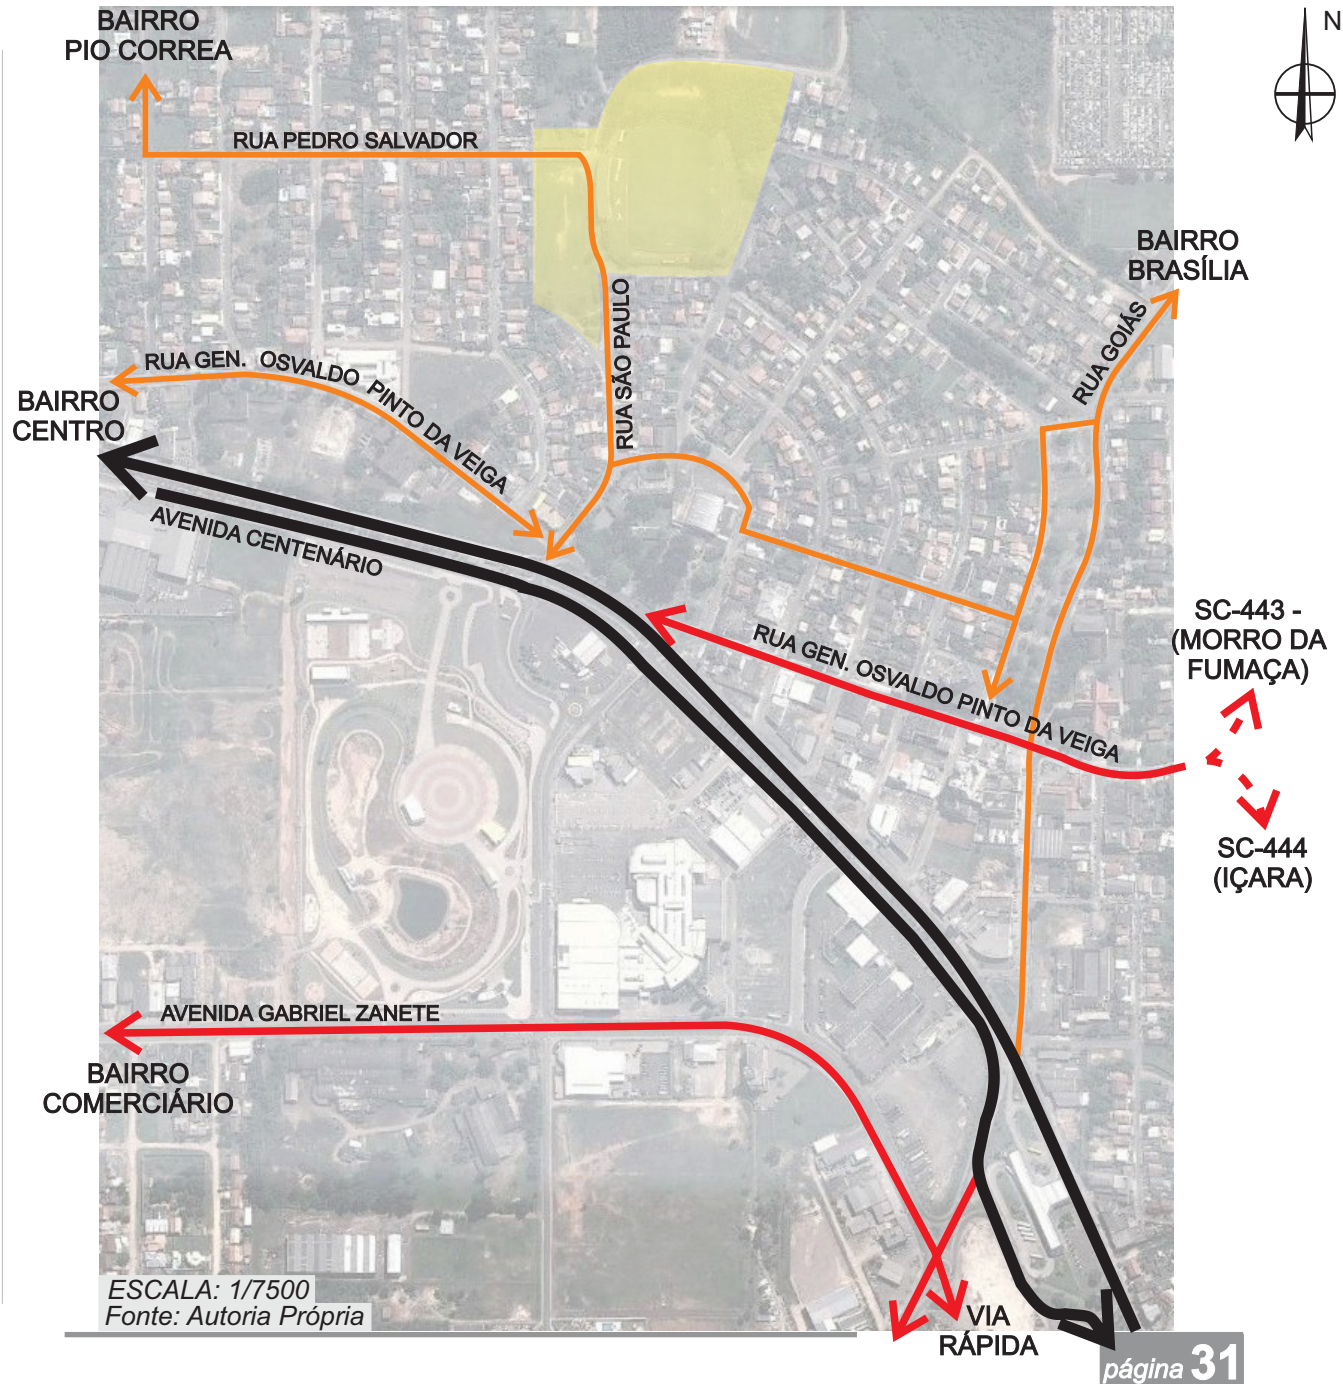 BAIRRO
PIO CORREA
N
RUA PEDRO SALVADOR
BAIRRO
BRASÍLIA
RUA GOIÁS
RUA SÃO PAULO
RUA GEN. OSVALDO PINTO DA VEIGA
BAIRRO
CENTRO
AVENIDA CENTENÁRIO
SC-443 -
(MORRO DA
FUMAÇA)
RUA GEN. OSVALDO PINTO DA VEIGA
SC-444
(IÇARA)
AVENIDA GABRIEL ZANETE
BAIRRO
COMERCIÁRIO
ESCALA: 1/7500
Fonte: Autoria Própria
VIA
RÁPIDA
página 31